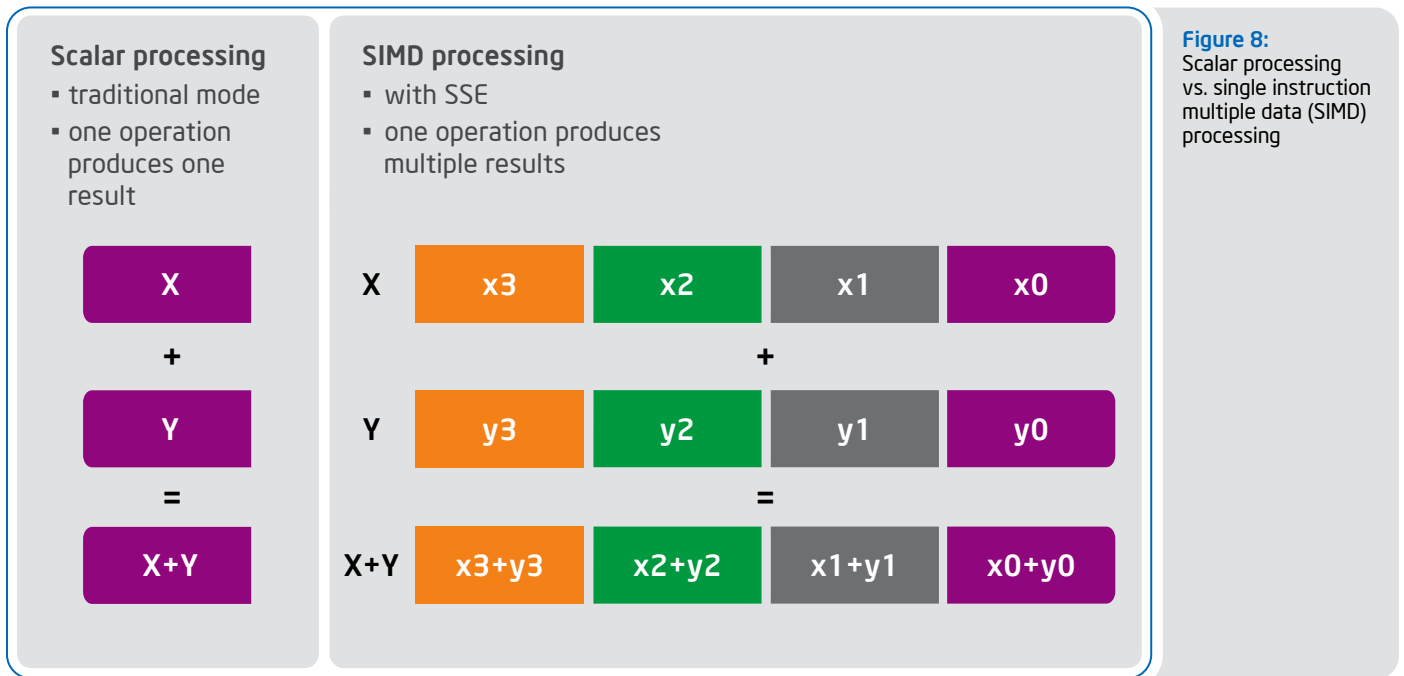 Scalar processing
▪ traditional mode
▪ one operation
produces one
result
X
+
Y
=
X+Y
SIMD processing
▪ with SSE
▪ one operation produces
multiple results
X x3 x2 x1 x0
+
Y y3 y2 y1 y0
=
X+Y x3+y3 x2+y2 x1+y1 x0+y0
Figure 8:
Scalar processing
vs. single instruction
multiple data (SIMD)
processing